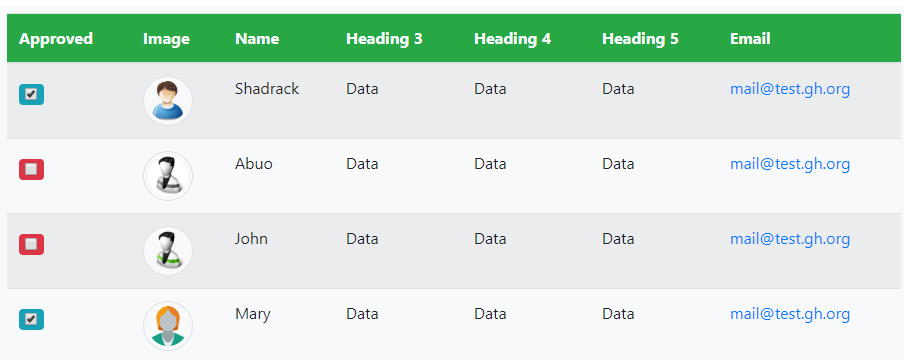 Approved Image Name Heading 3 Heading 4 Heading 5 Email
Shadrack Data Data Data mail@test.gh.org
Abuo Data Data Data mail@test.gh.org
John Data Data Data mail@test.gh.org
Mary Data Data Data mail@test.gh.org